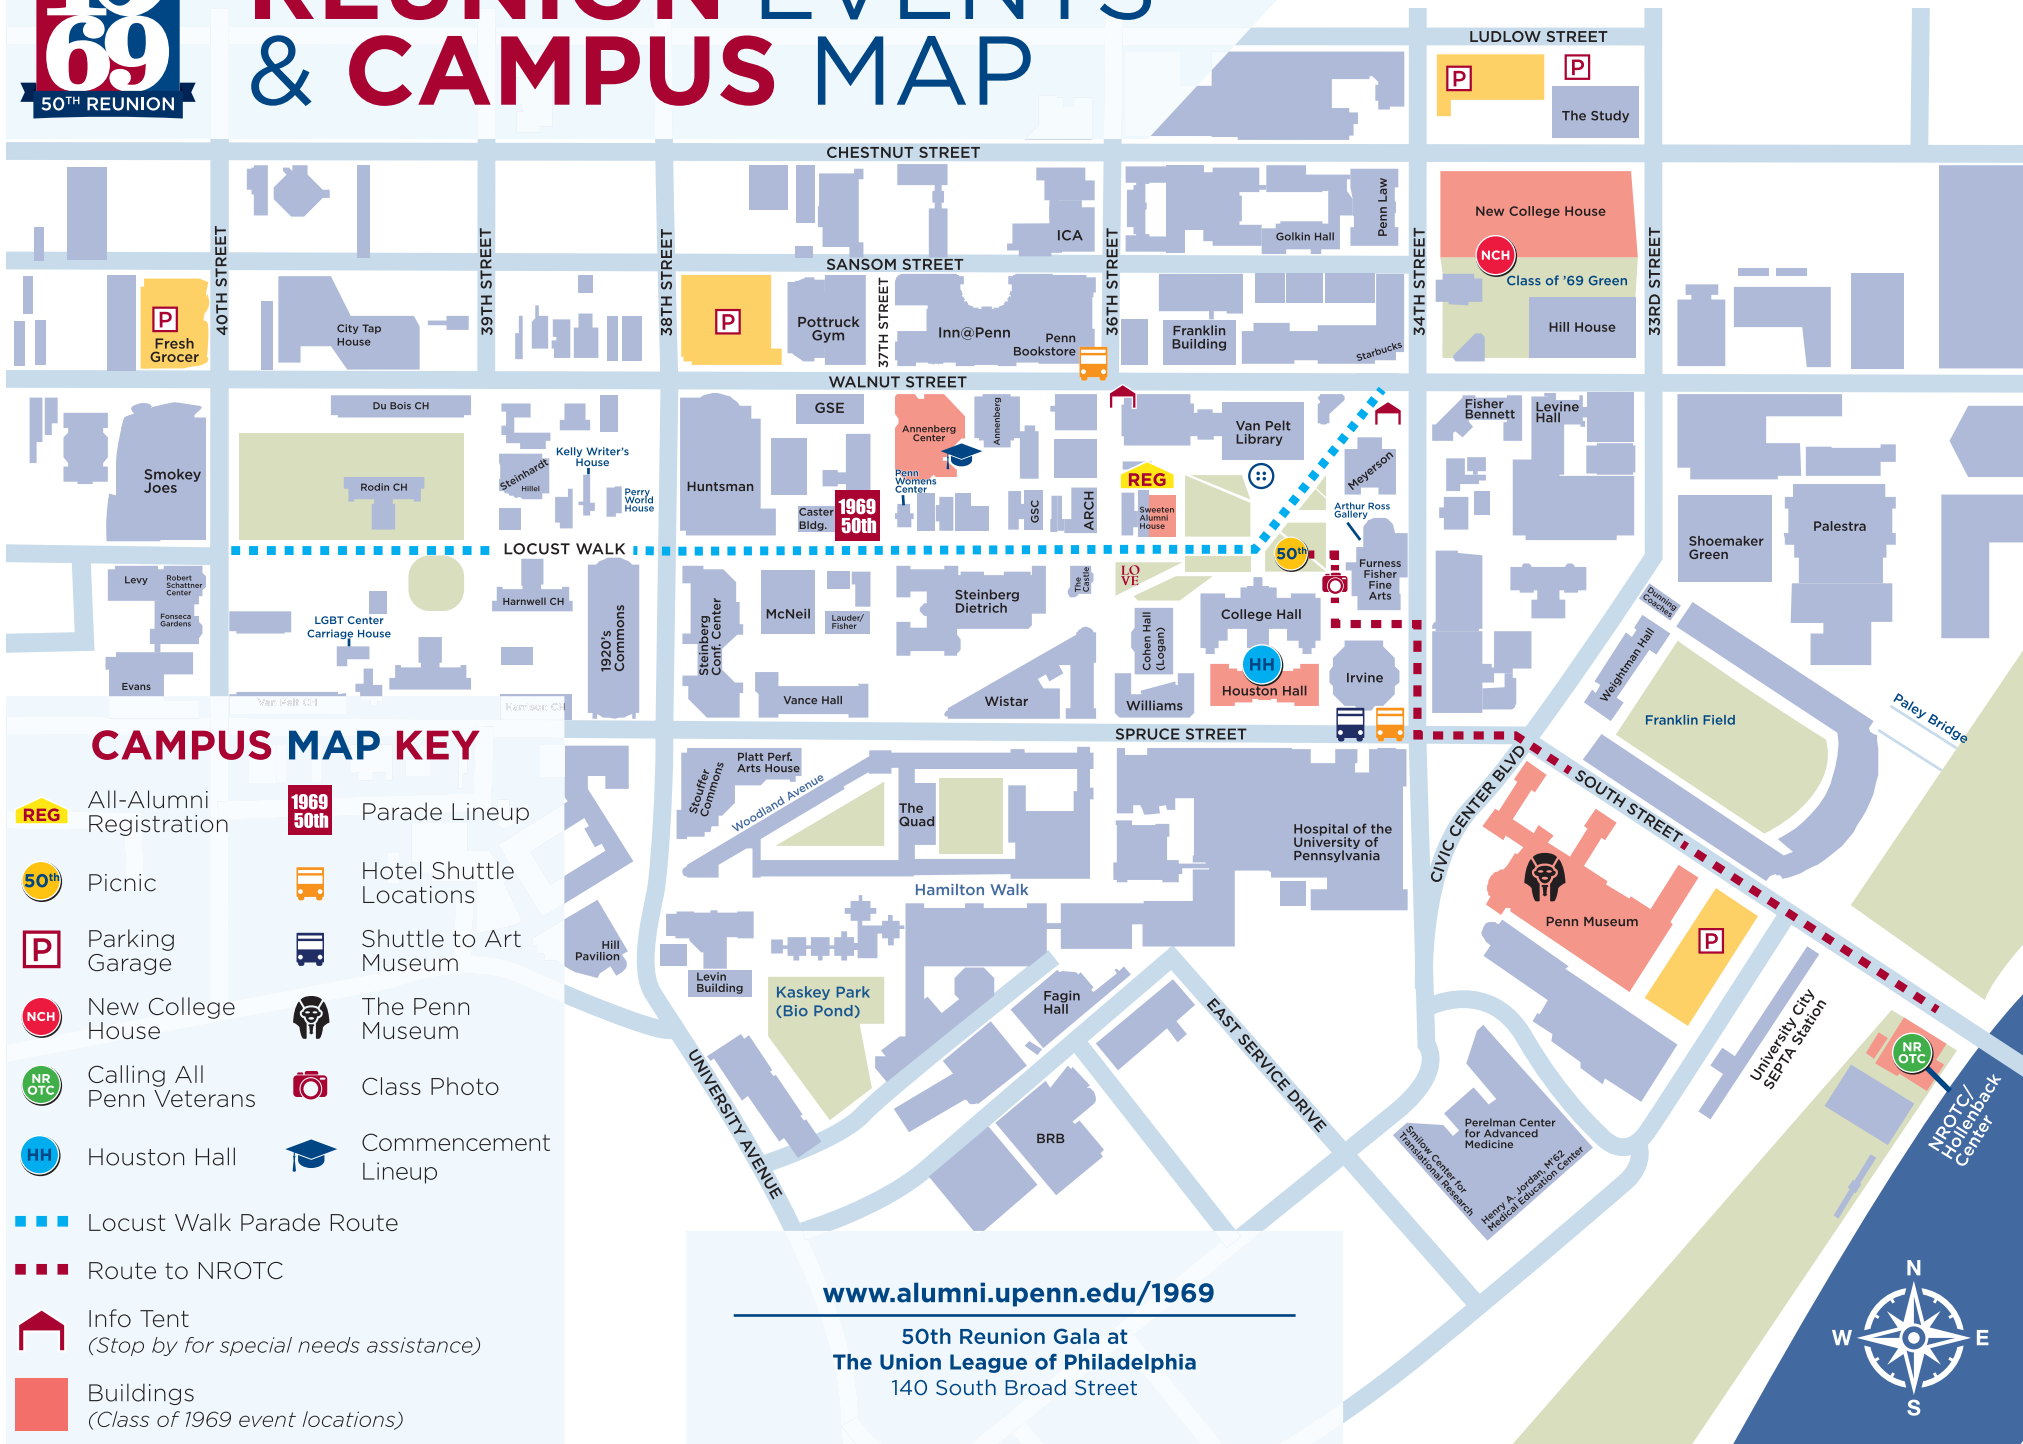 REUNION EVENTS
& CAMPUS MAP
69
50TH REUNION
LUDLOW STREET
P
P
The Study
CHESTNUT STREET
Penn Law
ICA
Golkin Hall
New College House
NCH
Class of '69 Green
Hill House
SANSOM STREET
40TH STREET
39TH STREET
38TH STREET
37TH STREET
36TH STREET
34TH STREET
33RD STREET
P
Fresh
Grocer
City Tap
House
P
Pottruck
Gym
Inn@Penn
Penn
Bookstore
Franklin
Building
Starbucks
WALNUT STREET
Du Bois CH
GSE
Annenberg
Center
Annenberg
Van Pelt
Library
Fisher
Bennett
Levine
Hall
Smokey
Joes
Rodin CH
Steinhardt
Hillel
Kelly Writer's
House
Perry
World
House
Huntsman
Caster
Bldg.
1969
50th
Penn
Womens
Center
GSC
ARCH
REG
Sweeten
Alumni
House
Meyerson
Arthur Ross
Gallery
Shoemaker
Green
Palestra
LOCUST WALK
50th
Levy
Robert
Schattner
Center
Fonseca
Gardens
Evans
LGBT Center
Carriage House
Harnwell CH
1920's
Commons
Steinberg
Conf. Center
McNeil
Lauder/
Fisher
Steinberg
Dietrich
The
Castle
LO
VE
Cohen Hall
(Logan)
College Hall
HH
Houston Hall
Furness
Fisher
Fine
Arts
Irvine
Dunning
Coaches
Weightman Hall
Franklin Field
Paley Bridge
Van Pelt CH
Harrison CH
Vance Hall
Wistar
Williams
SPRUCE STREET
Stouffer
Commons
Platt Perf.
Arts House
Woodland Avenue
The
Quad
Hospital of the
University of
Pennsylvania
CIVIC CENTER BLVD
SOUTH STREET
Penn Museum
P
Hamilton Walk
Hill
Pavilion
Levin
Building
Kaskey Park
(Bio Pond)
Fagin
Hall
EAST SERVICE DRIVE
UNIVERSITY AVENUE
BRB
Perelman Center
for Advanced
Medicine
Smilow Center for
Translational Research
Henry A. Jordan, M'62
Medical Education Center
University City
SEPTA Station
NR
OTC
NROTC/
Hollenback
Center
CAMPUS MAP KEY
REG
All-Alumni
Registration
1969
50th
Parade Lineup
50th
Picnic
Hotel Shuttle
Locations
P
Parking
Garage
Shuttle to Art
Museum
NCH
New College
House
The Penn
Museum
NR
OTC
Calling All
Penn Veterans
Class Photo
HH
Houston Hall
Commencement
Lineup
Locust Walk Parade Route
Route to NROTC
Info Tent
(Stop by for special needs assistance)
Buildings
(Class of 1969 event locations)
www.alumni.upenn.edu/1969
50th Reunion Gala at
The Union League of Philadelphia
140 South Broad Street
N
W
E
S